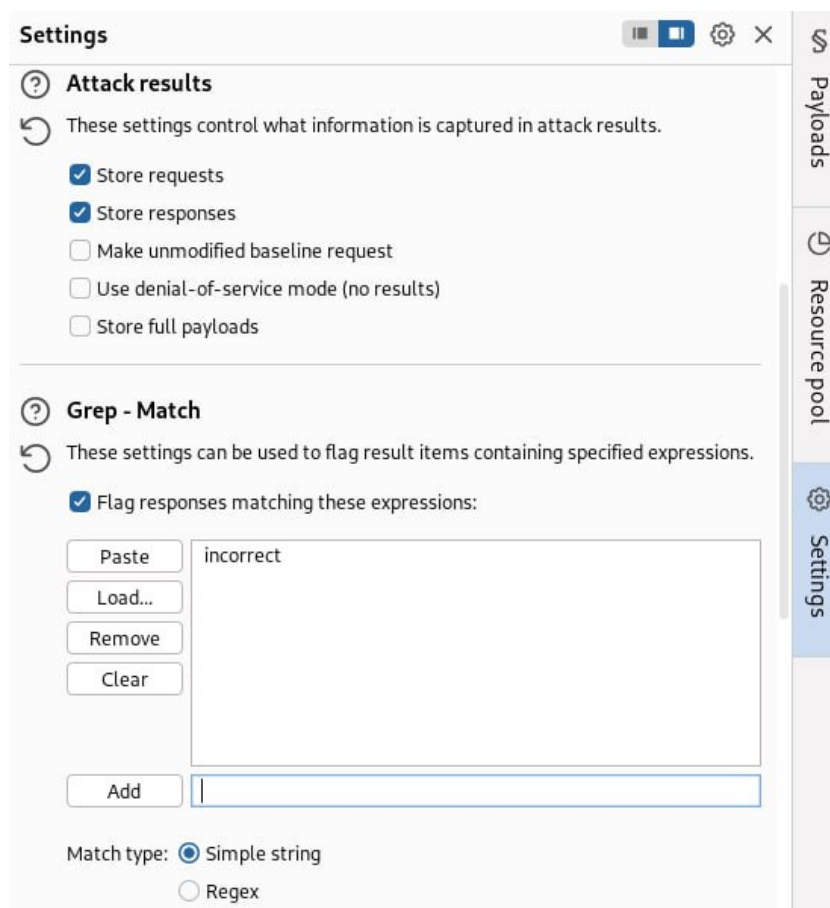 Settings
Attack results
These settings control what information is captured in attack results.
Store requests
Store responses
Make unmodified baseline request
Use denial-of-service mode (no results)
Store full payloads
Grep - Match
These settings can be used to flag result items containing specified expressions.
Flag responses matching these expressions:
Paste
incorrect
Load...
Remove
Clear
Add
Match type: Simple string
Regex
§ Payloads
Resource pool
Settings